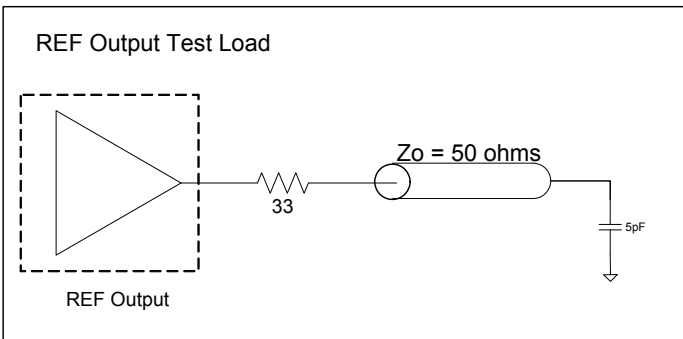 REF Output Test Load
Zo = 50 ohms
33
5pF
REF Output